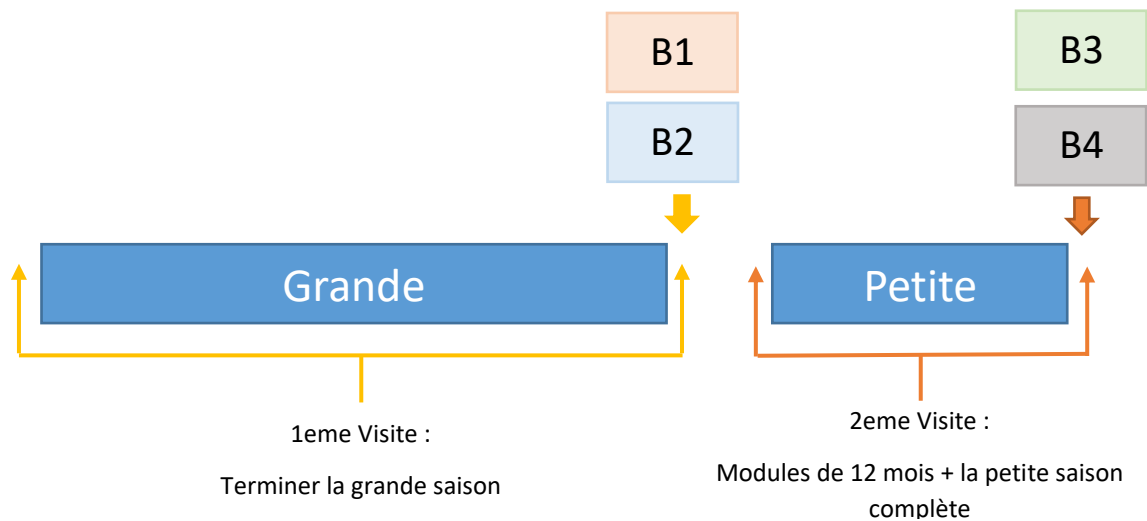 B1
B3
B2
B4
Grande
Petite
1eme Visite :
Terminer la grande saison
2eme Visite :
Modules de 12 mois + la petite saison
complète